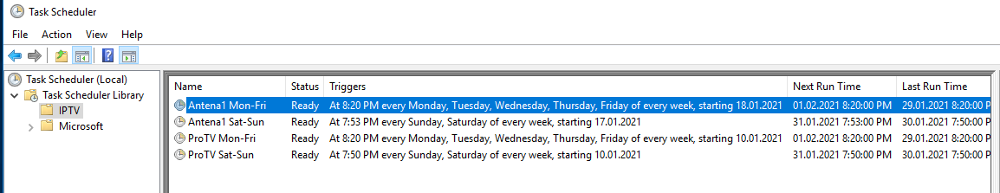 Task Scheduler
File Action View Help
Task Scheduler (Local)
Task Scheduler Library
IPTV
Microsoft
Name Status Triggers Next Run Time Last Run Time
Antena1 Mon-Fri Ready At 8:20 PM every Monday, Tuesday, Wednesday, Thursday, Friday of every week, starting 18.01.2021 01.02.2021 8:20:00 PM 29.01.2021 8:20:00 P
Antena1 Sat-Sun Ready At 7:53 PM every Sunday, Saturday of every week, starting 17.01.2021 31.01.2021 7:53:00 PM 30.01.2021 7:50:00 P
ProTV Mon-Fri Ready At 8:20 PM every Monday, Tuesday, Wednesday, Thursday, Friday of every week, starting 10.01.2021 01.02.2021 8:20:00 PM 29.01.2021 8:20:00 P
ProTV Sat-Sun Ready At 7:50 PM every Sunday, Saturday of every week, starting 10.01.2021 31.01.2021 7:50:00 PM 30.01.2021 7:50:00 P